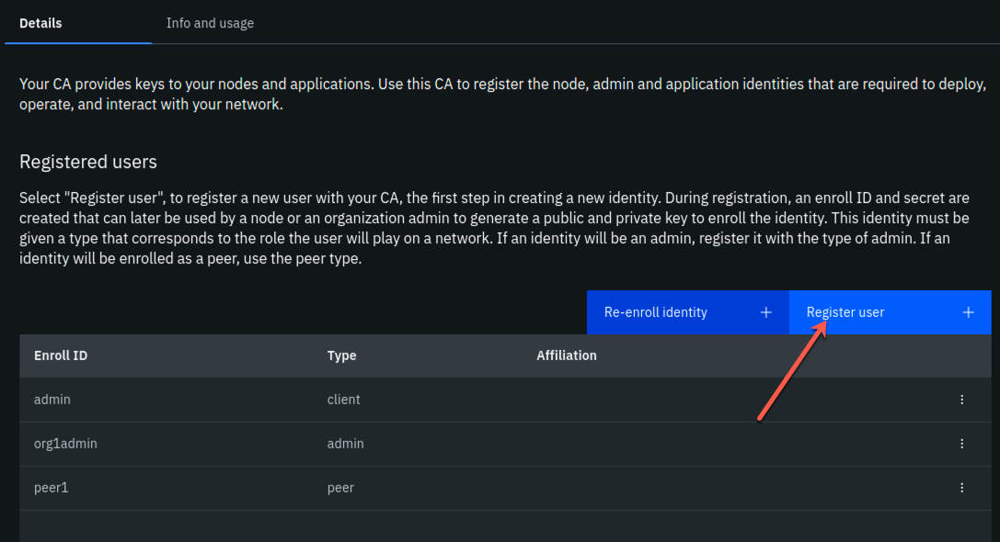 Details Info and usage
Your CA provides keys to your nodes and applications. Use this CA to register the node, admin and application identities that are required to deploy,
operate, and interact with your network.
Registered users
Select "Register user", to register a new user with your CA, the first step in creating a new identity. During registration, an enroll ID and secret are
created that can later be used by a node or an organization admin to generate a public and private key to enroll the identity. This identity must be
given a type that corresponds to the role the user will play on a network. If an identity will be an admin, register it with the type of admin. If an
identity will be enrolled as a peer, use the peer type.
Re-enroll identity + Register user +
Enroll ID Type Affiliation
admin client
org1admin admin
peer1 peer